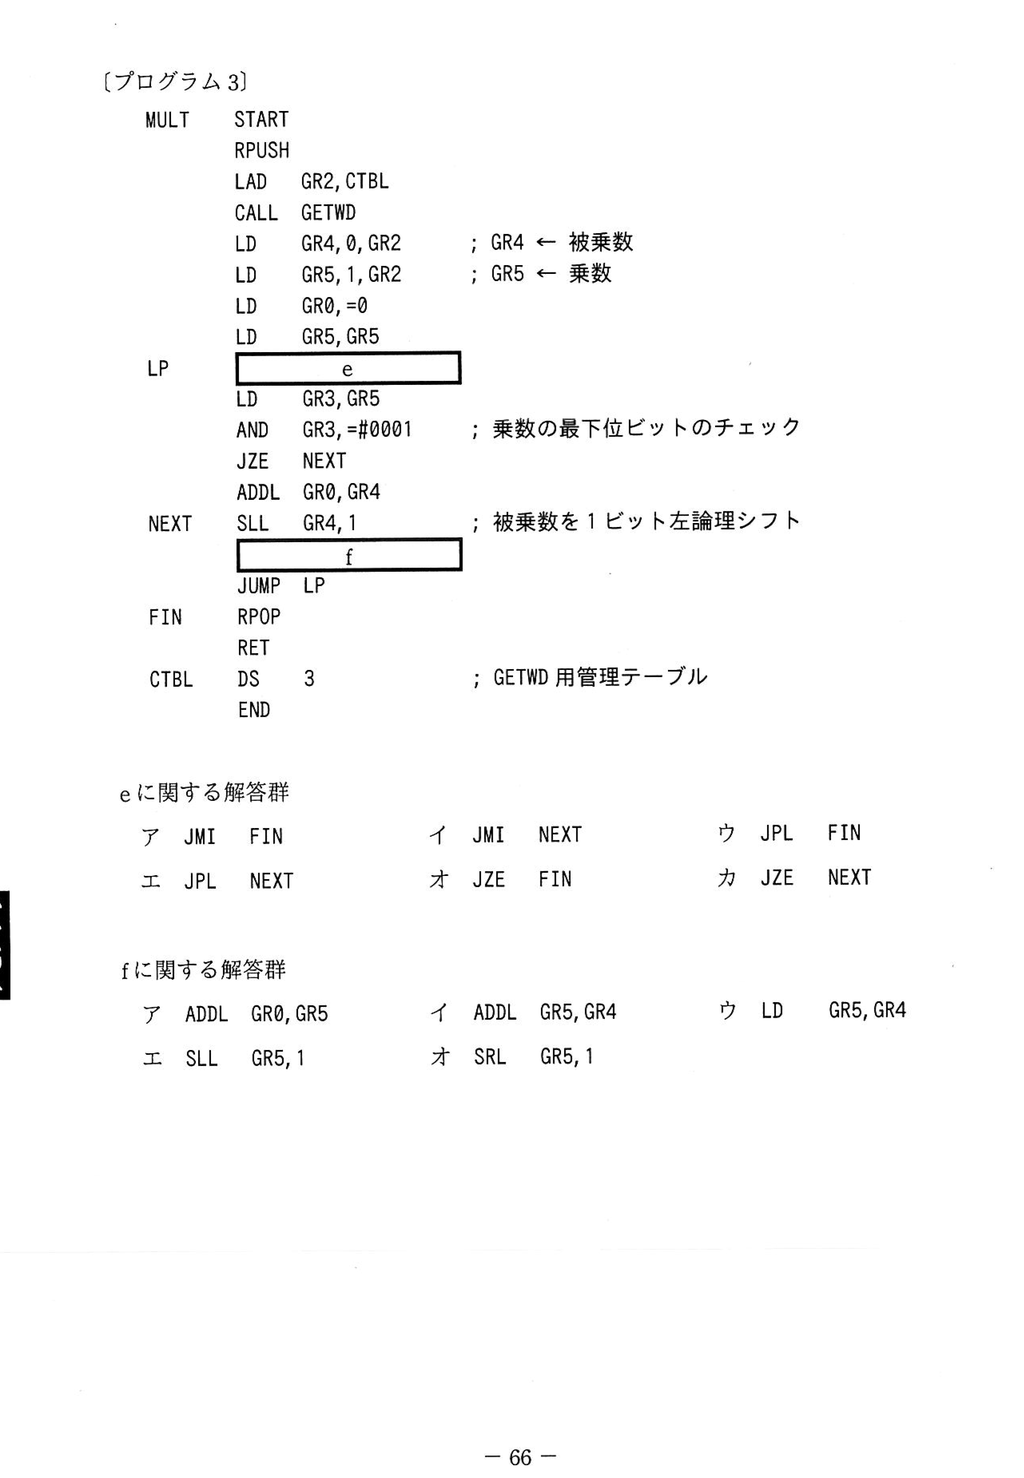 〔プログラム3〕
MULT START
RPUSH
LAD GR2,CTBL
CALL GETWD
LD GR4,0,GR2 ; GR4 ← 被乗数
LD GR5,1,GR2 ; GR5 ← 乗数
LD GR0,=0
LD GR5,GR5
LP e
LD GR3,GR5
AND GR3,=#0001 ; 乗数の最下位ビットのチェック
JZE NEXT
ADDL GR0,GR4
NEXT SLL GR4,1 ; 被乗数を1ビット左論理シフト
f
JUMP LP
FIN RPOP
RET
CTBL DS 3 ; GETWD 用管理テーブル
END
eに関する解答群
ア JMI FIN イ JMI NEXT ウ JPL FIN
エ JPL NEXT オ JZE FIN カ JZE NEXT
fに関する解答群
ア ADDL GR0,GR5 イ ADDL GR5,GR4 ウ LD GR5,GR4
エ SLL GR5,1 オ SRL GR5,1
― 66 ―